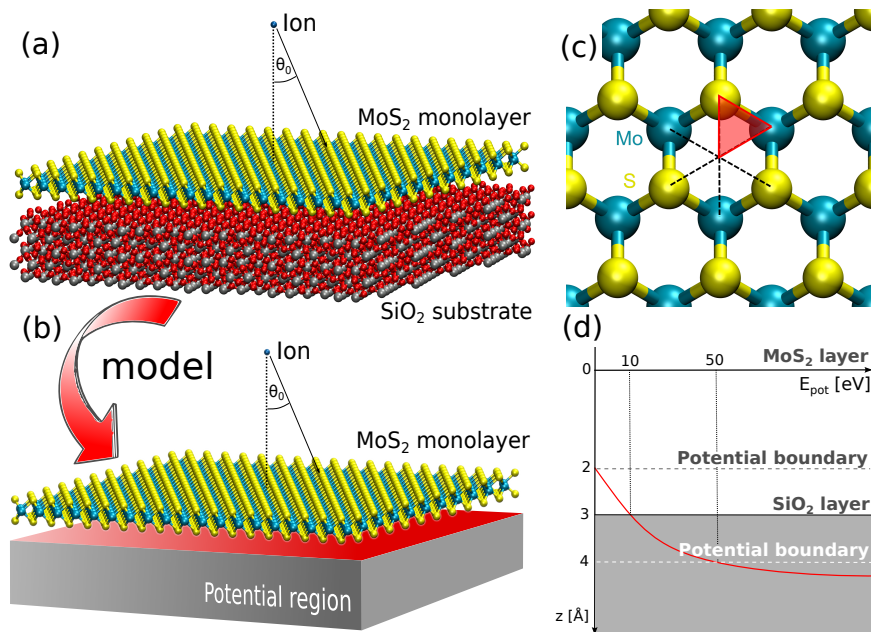 (a)
Ion
θ₀
MoS₂ monolayer
SiO₂ substrate
(b)
model
Ion
θ₀
MoS₂ monolayer
Potential region
(c)
Mo
S
(d)
10
50
MoS₂ layer
0
E_pot [eV]
Potential boundary
2
SiO₂ layer
3
Potential boundary
4
z [Å]